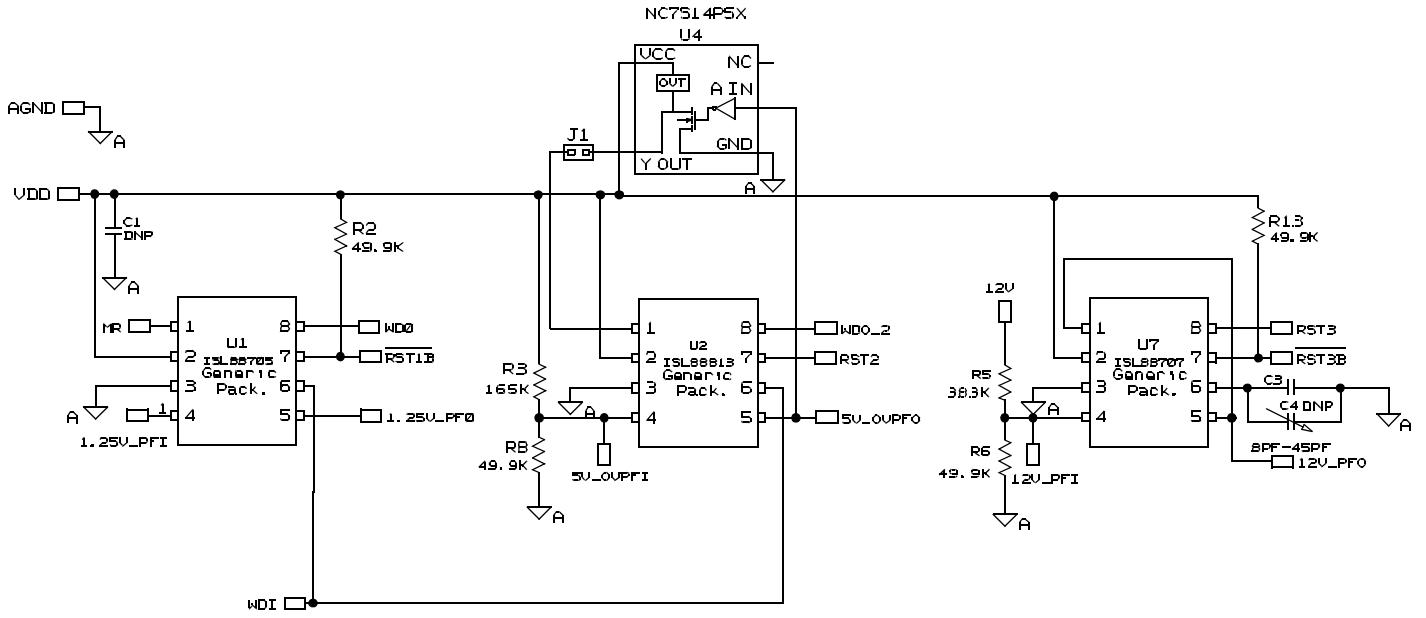 NC7S14P5X
U4
VCC
NC
OUT
A IN
GND
Y OUT
A
J1
AGND
A
VDD
C1
DNP
A
R2
49.9K
R13
49.9K
MR
1
2
3
4
8
7
6
5
U1
ISL88705
Generic
Pack.
WDO
RST1B
1.25V_PFO
A
1
1.25V_PFI
R3
165K
R8
49.9K
A
A
5V_OVPFI
1
2
3
4
8
7
6
5
U2
ISL88813
Generic
Pack.
WDO_2
RST2
5V_OVPFO
12V
R5
R6
49.9K
A
A
12V_PFI
1
2
3
4
8
7
6
5
U7
ISL88707
Generic
Pack.
RST3
RST3B
C3
C4 DNP
8PF-45PF
A
12V_PFO
WDI